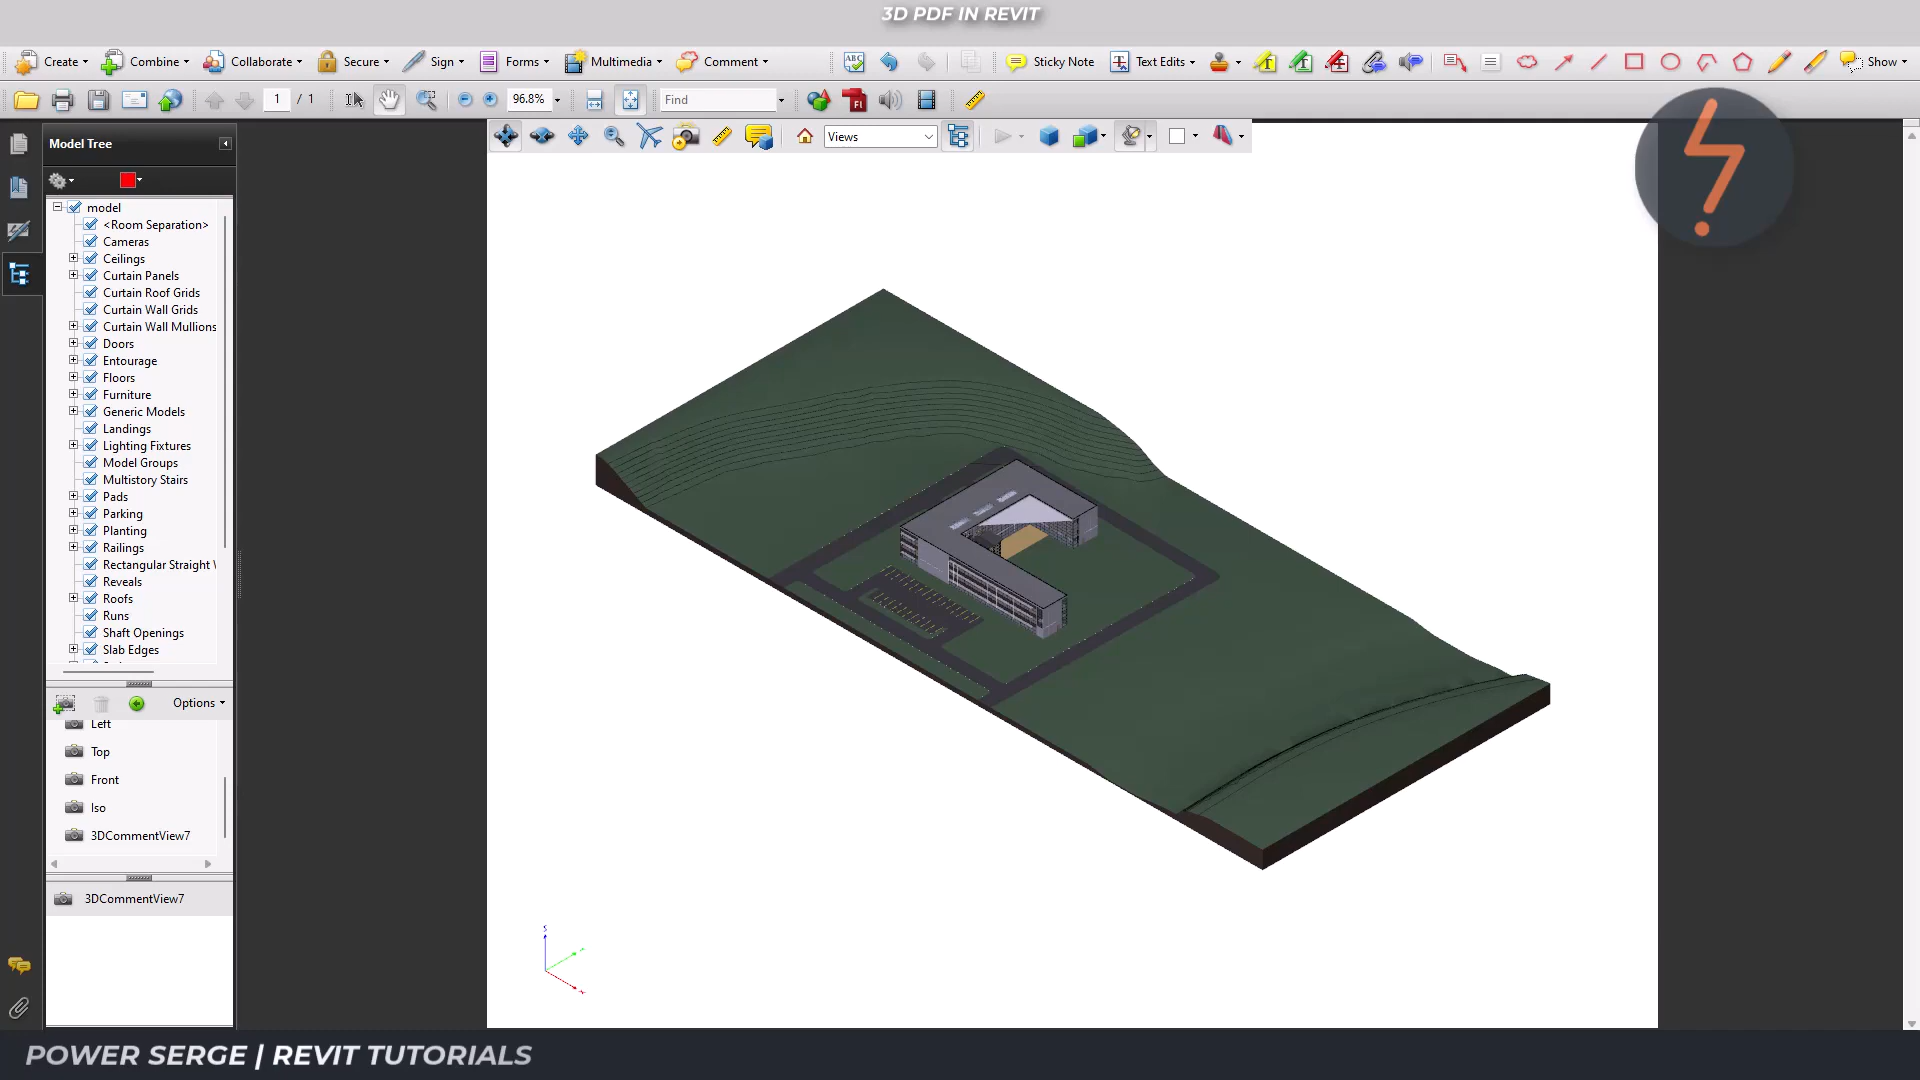 3D PDF IN REVIT
Create Combine Collaborate Secure Sign Forms Multimedia Comment Sticky Note Text Edits Show
1 / 1 96.8% Find
Model Tree
Views
model
<Room Separation>
Cameras
Ceilings
Curtain Panels
Curtain Roof Grids
Curtain Wall Grids
Curtain Wall Mullions
Doors
Entourage
Floors
Furniture
Generic Models
Landings
Lighting Fixtures
Model Groups
Multistory Stairs
Pads
Parking
Planting
Railings
Rectangular Straight
Reveals
Roofs
Runs
Shaft Openings
Slab Edges
Options
Left
Top
Front
Iso
3DCommentView7
3DCommentView7
POWER SERGE | REVIT TUTORIALS